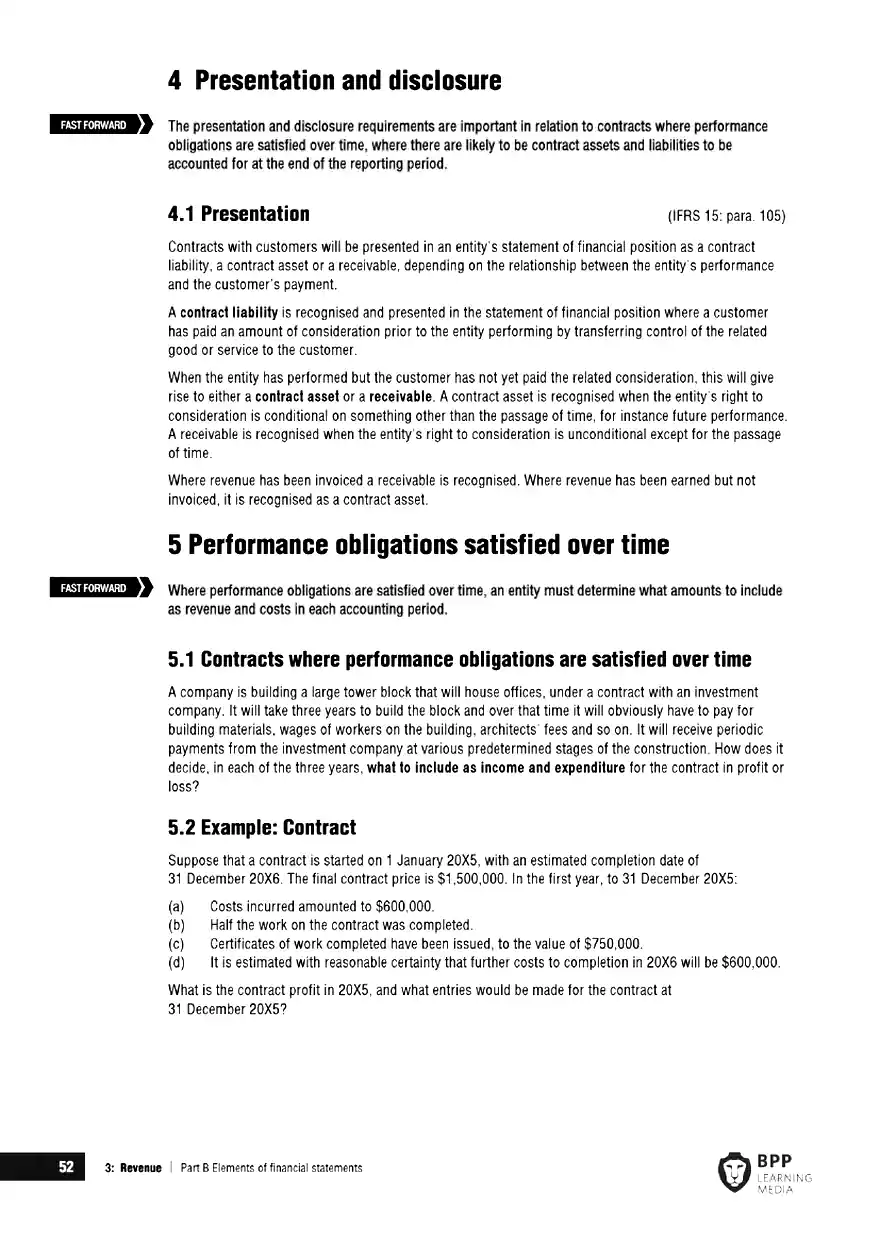 4 Presentation and disclosure
FAST FORWARD
The presentation and disclosure requirements are important in relation to contracts where performance
obligations are satisfied over time, where there are likely to be contract assets and liabilities to be
accounted for at the end of the reporting period.
4.1 Presentation (IFRS 15: para. 105)
Contracts with customers will be presented in an entity's statement of financial position as a contract
liability, a contract asset or a receivable, depending on the relationship between the entity's performance
and the customer's payment.
A contract liability is recognised and presented in the statement of financial position where a customer
has paid an amount of consideration prior to the entity performing by transferring control of the related
good or service to the customer.
When the entity has performed but the customer has not yet paid the related consideration, this will give
rise to either a contract asset or a receivable. A contract asset is recognised when the entity's right to
consideration is conditional on something other than the passage of time, for instance future performance.
A receivable is recognised when the entity's right to consideration is unconditional except for the passage
of time.
Where revenue has been invoiced a receivable is recognised. Where revenue has been earned but not
invoiced, it is recognised as a contract asset.
5 Performance obligations satisfied over time
FAST FORWARD
Where performance obligations are satisfied over time, an entity must determine what amounts to include
as revenue and costs in each accounting period.
5.1 Contracts where performance obligations are satisfied over time
A company is building a large tower block that will house offices, under a contract with an investment
company. It will take three years to build the block and over that time it will obviously have to pay for
building materials, wages of workers on the building, architects' fees and so on. It will receive periodic
payments from the investment company at various predetermined stages of the construction. How does it
decide, in each of the three years, what to include as income and expenditure for the contract in profit or
loss?
5.2 Example: Contract
Suppose that a contract is started on 1 January 20X5, with an estimated completion date of
31 December 20X6. The final contract price is $1,500,000. In the first year, to 31 December 20X5:
(a) Costs incurred amounted to $600,000.
(b) Half the work on the contract was completed.
(c) Certificates of work completed have been issued, to the value of $750,000.
(d) It is estimated with reasonable certainty that further costs to completion in 20X6 will be $600,000.
What is the contract profit in 20X5, and what entries would be made for the contract at
31 December 20X5?
52 3: Revenue | Part B Elements of financial statements
BPP
LEARNING
MEDIA